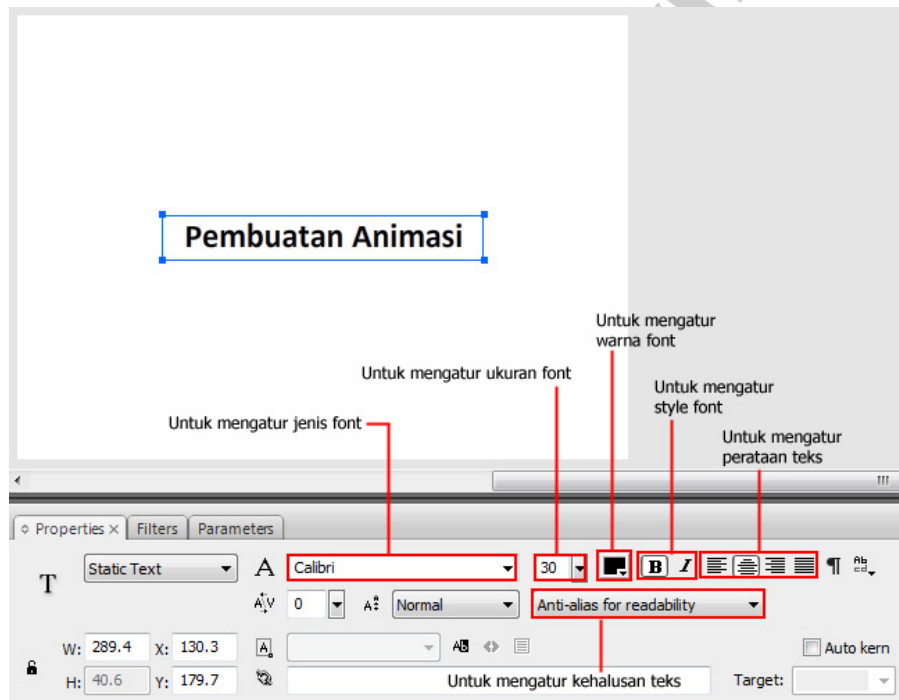 Pembuatan Animasi
Untuk mengatur
warna font
Untuk mengatur ukuran font
Untuk mengatur
style font
Untuk mengatur jenis font
Untuk mengatur
perataan teks
Properties × Filters Parameters
T Static Text A Calibri 30 B I ¶ Ab
A V 0 A Normal Anti-alias for readability
W: 289.4 X: 130.3 A AB Auto kern
H: 40.6 Y: 179.7 Untuk mengatur kehalusan teks Target: